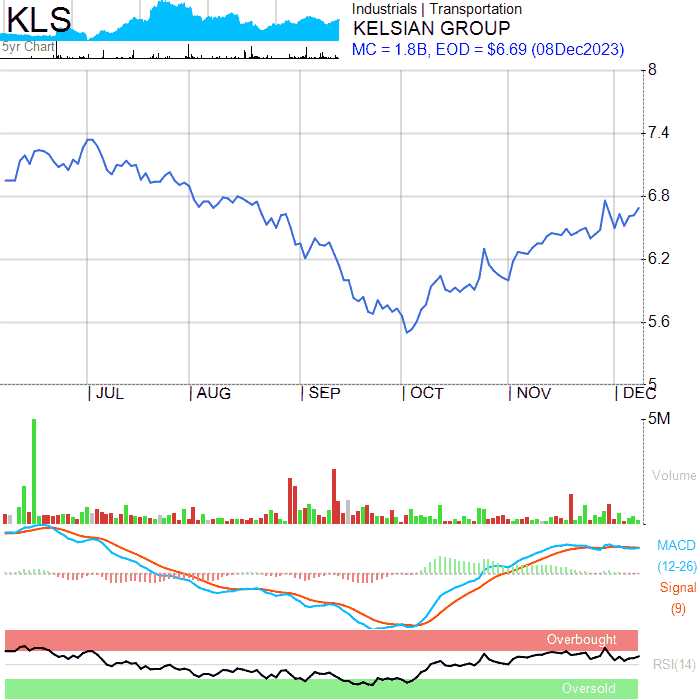 KLS
5yr Chart
Industrials | Transportation
KELSIAN GROUP
MC = 1.8B, EOD = $6.69 (08Dec2023)
8
7.4
6.8
6.2
5.6
5
| JUL | AUG | SEP | OCT | NOV | DEC
5M
Volume
MACD
(12-26)
Signal
(9)
Overbought
RSI(14)
Oversold